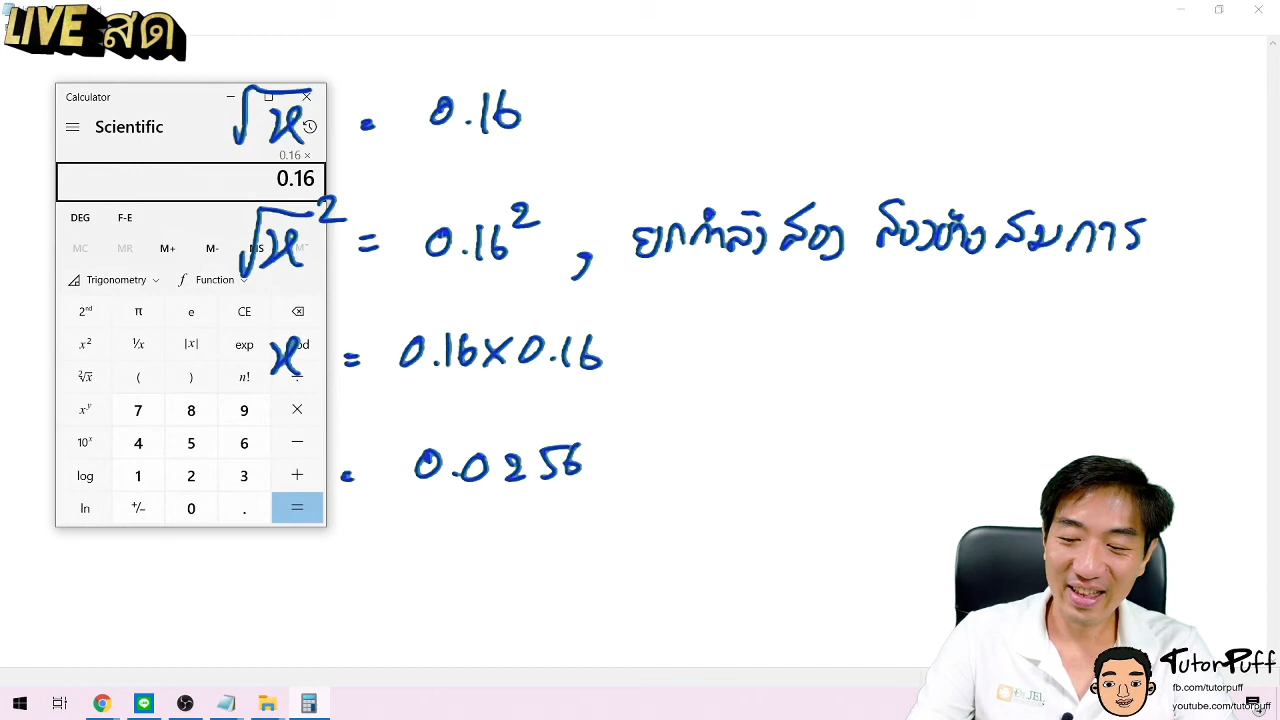 LIVE สด
Calculator
Scientific
0.16 ×
0.16
DEG F-E
MC MR M+ M- MS M˅
Trigonometry Function
2ⁿᵈ π e CE
x² ¹/x |x| exp
²√x ( ) n! ÷
xʸ 7 8 9 ×
10ˣ 4 5 6 −
log 1 2 3 +
ln +/- 0 . =
√x = 0.16
√x² = 0.16² , ยกกำลังสอง สองข้างสมการ
x = 0.16×0.16
= 0.0256
Dr.JEL
TutorPuff
fb.com/tutorpuff
youtube.com/tutorpuff